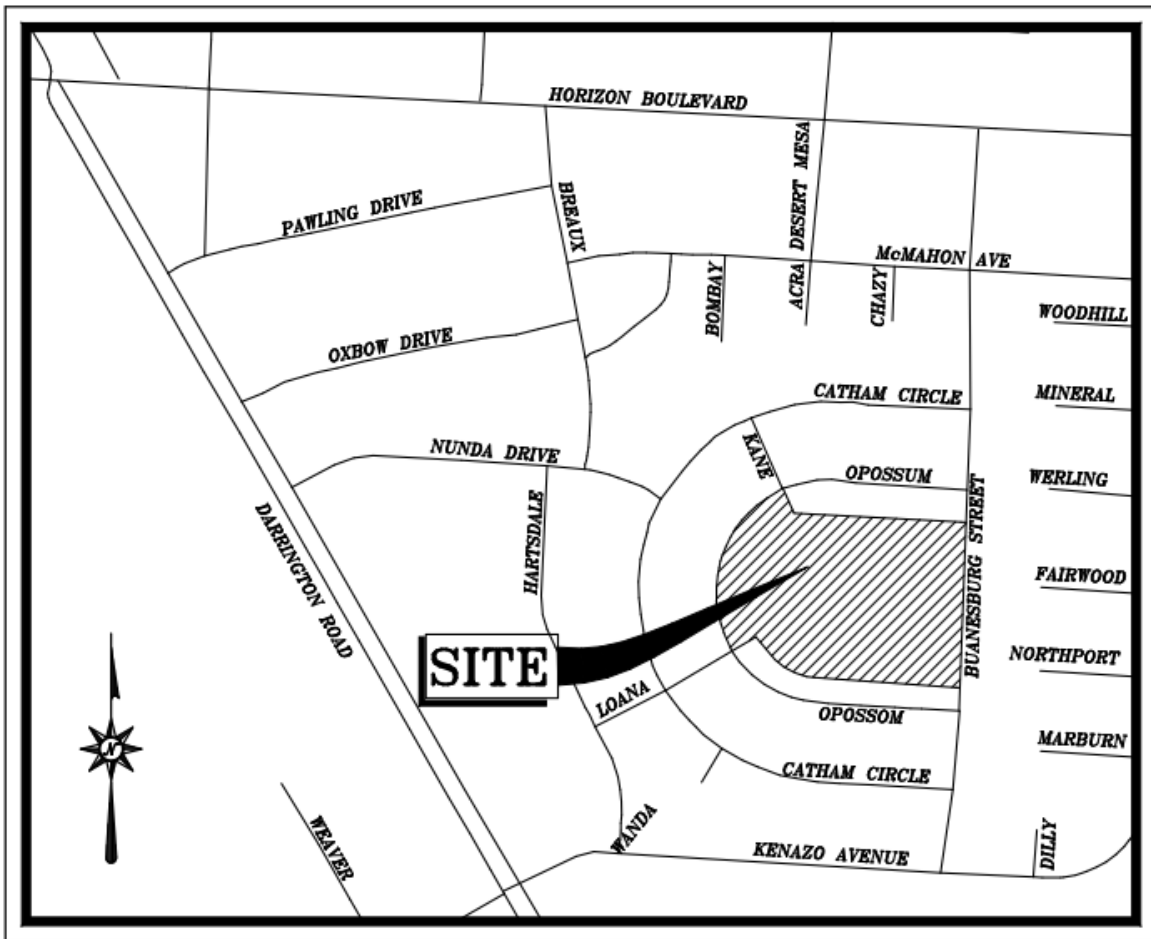 HORIZON BOULEVARD
PAWLING DRIVE
BREAUX
ACRA DESERT MESA
McMAHON AVE
BOMBAY
CHAZY
WOODHILL
OXBOW DRIVE
CATHAM CIRCLE
MINERAL
NUNDA DRIVE
KANE
OPOSSUM
WERLING
HARTSDALE
DARRINGTON ROAD
BUANESBURG STREET
FAIRWOOD
SITE
NORTHPORT
LOANA
OPOSSOM
MARBURN
CATHAM CIRCLE
N
WEAVER
WANDA
KENAZO AVENUE
DILLY